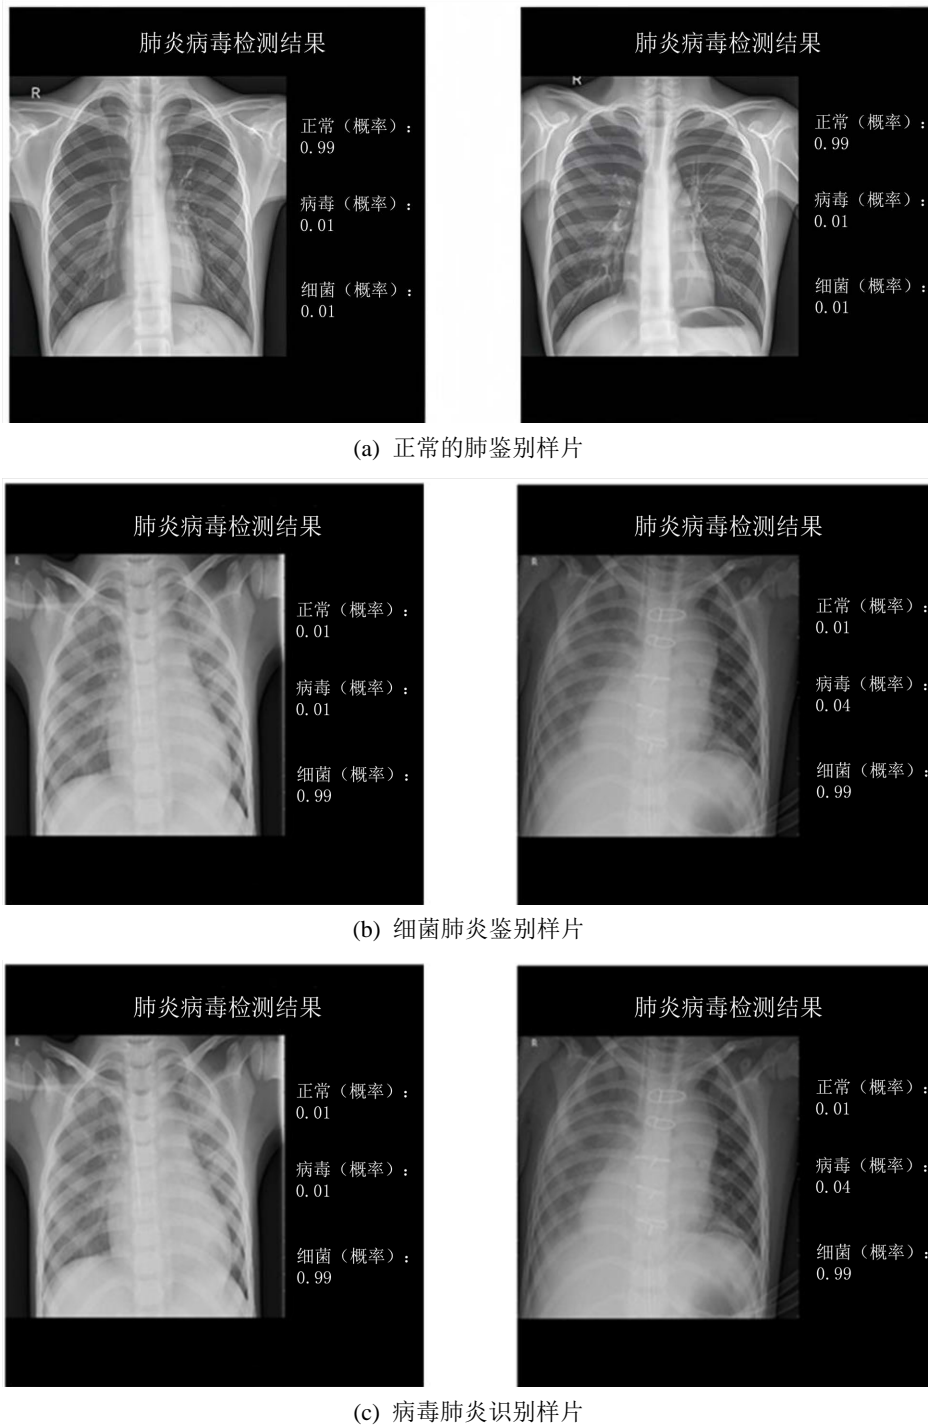 肺炎病毒检测结果
R
正常（概率）：
0.99
病毒（概率）：
0.01
细菌（概率）：
0.01
肺炎病毒检测结果
R
正常（概率）：
0.99
病毒（概率）：
0.01
细菌（概率）：
0.01
(a) 正常的肺鉴别样片
肺炎病毒检测结果
正常（概率）：
0.01
病毒（概率）：
0.01
细菌（概率）：
0.99
肺炎病毒检测结果
R
正常（概率）：
0.01
病毒（概率）：
0.04
细菌（概率）：
0.99
(b) 细菌肺炎鉴别样片
肺炎病毒检测结果
正常（概率）：
0.01
病毒（概率）：
0.01
细菌（概率）：
0.99
肺炎病毒检测结果
R
正常（概率）：
0.01
病毒（概率）：
0.04
细菌（概率）：
0.99
(c) 病毒肺炎识别样片